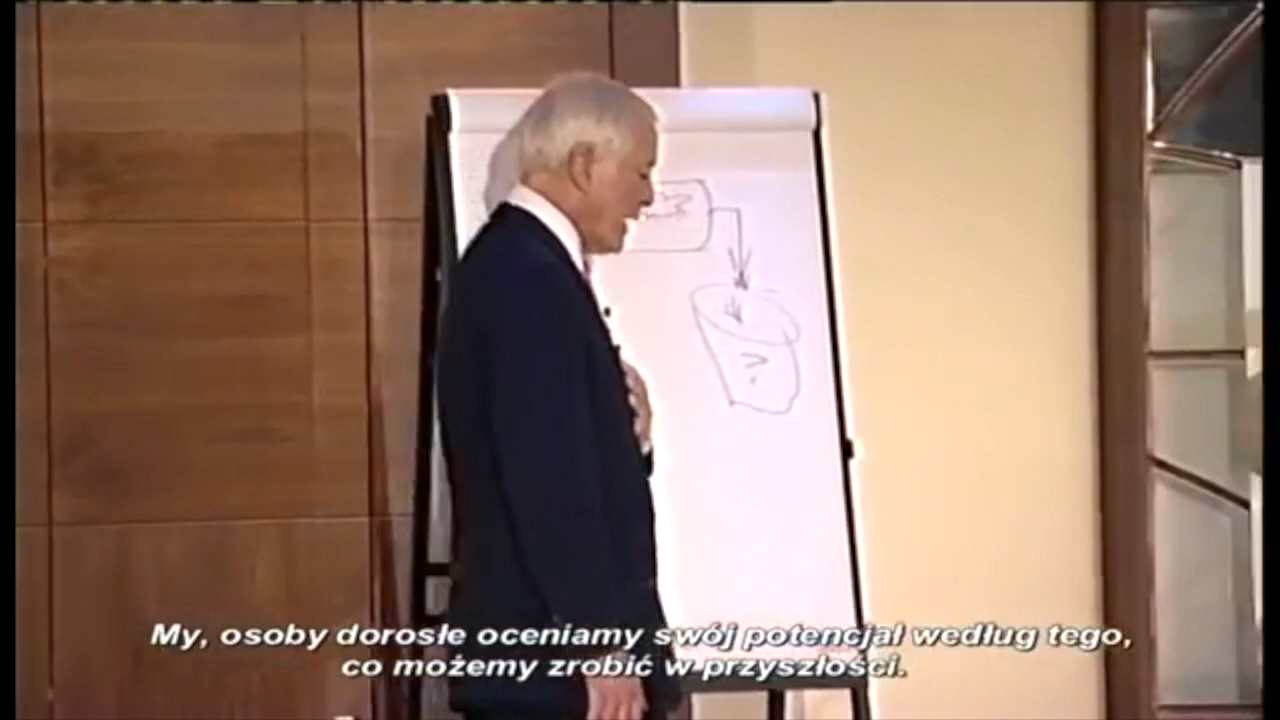 ?
My, osoby dorosłe oceniamy swój potencjał według tego,
co możemy zrobić w przyszłości.